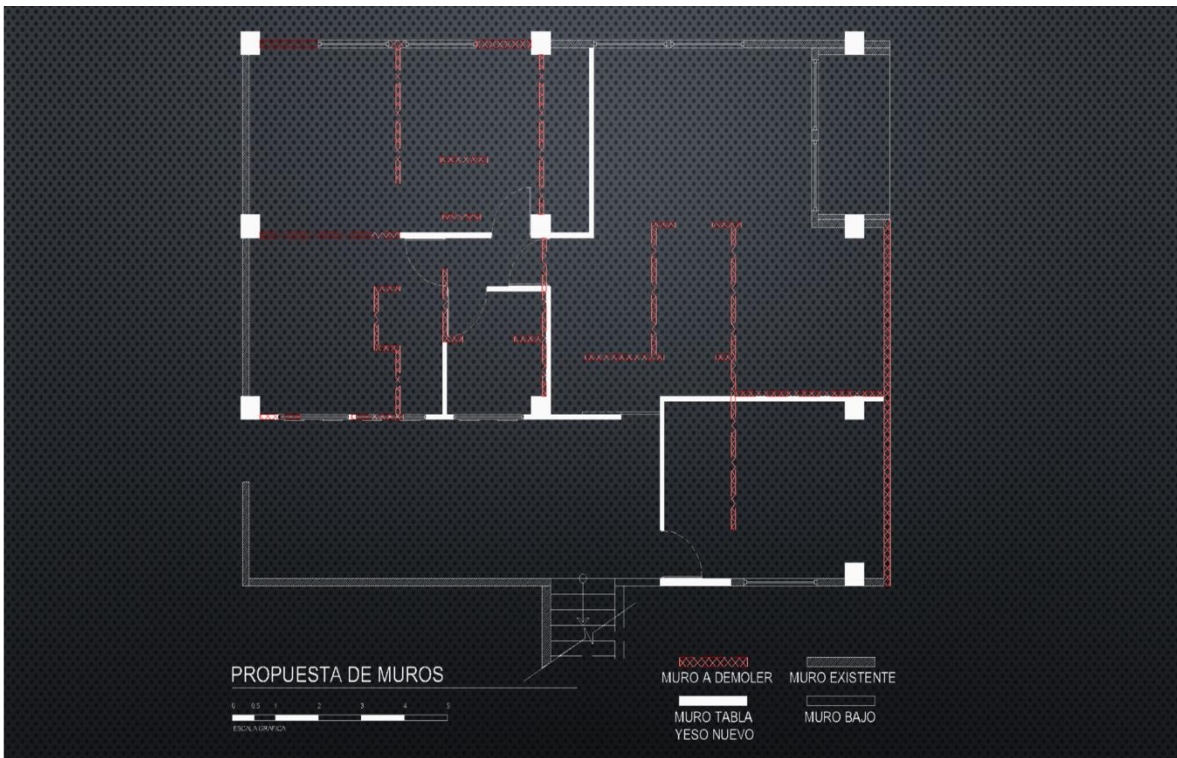 PROPUESTA DE MUROS
0 0.5 1 2 3 4 5
ESCALA GRAFICA
MURO A DEMOLER
MURO EXISTENTE
MURO TABLA
YESO NUEVO
MURO BAJO